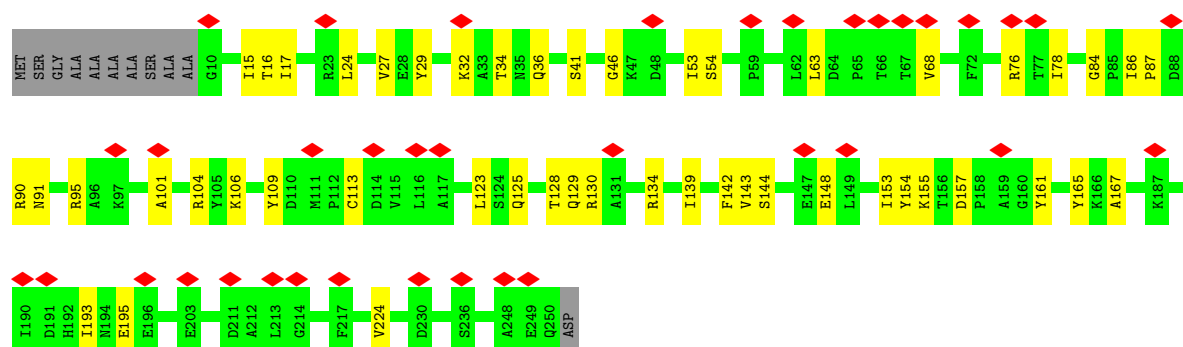 MET SER GLY ALA ALA ALA ALA SER ALA ALA G10 I15 T16 I17 R23 L24 V27 E28 Y29 K32 A33 T34 N35 Q36 S41 G46 K47 D48 I53 S54 P59 L62 L63 D64 P65 T66 T67 V68 F72 R76 T77 I78 G84 P85 I86 P87 D88
R90 N91 R95 A96 K97 A101 R104 Y105 K106 Y109 D110 M111 P112 C113 D114 V115 L116 A117 L123 S124 Q125 T128 Q129 R130 A131 R134 I139 F142 V143 S144 E147 E148 L149 I153 Y154 K155 T156 D157 P158 A159 G160 Y161 Y165 K166 A167 K187
I190 D191 H192 I193 N194 E195 E196 E203 D211 A212 L213 G214 F217 V224 D230 S236 A248 E249 Q250 ASP